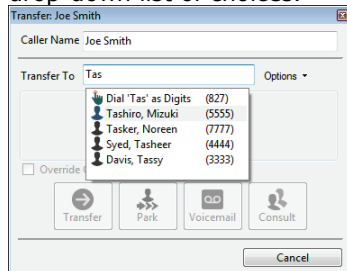 drop-down list of choices.
Transfer: Joe Smith
Caller Name Joe Smith
Transfer To Tas Options
Dial 'Tas' as Digits (827)
Tashiro, Mizuki (5555)
Tasker, Noreen (7777)
Syed, Tasheer (4444)
Davis, Tassy (3333)
Override
Transfer Park Voicemail Consult
Cancel